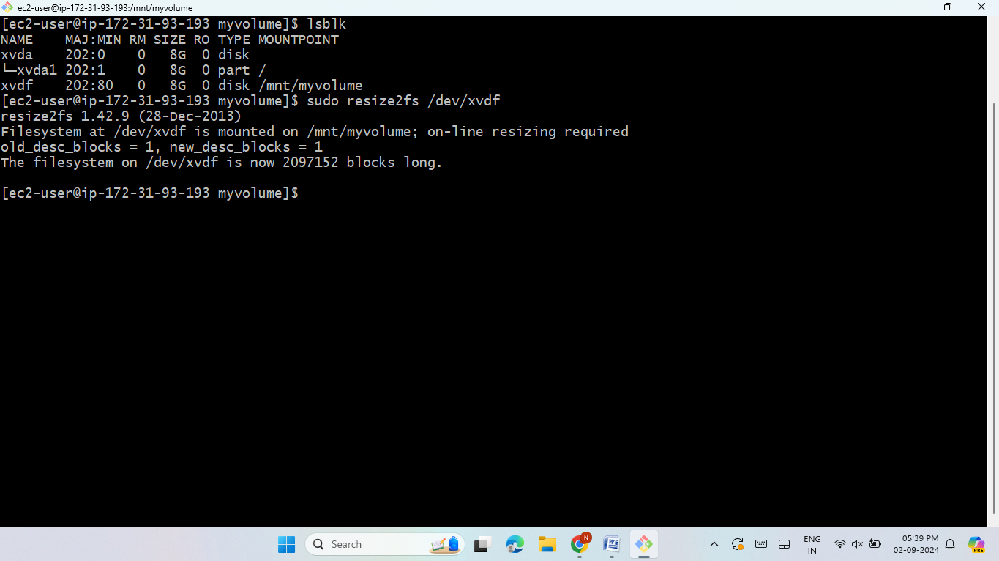 ec2-user@ip-172-31-93-193:/mnt/myvolume
[ec2-user@ip-172-31-93-193 myvolume]$ lsblk
NAME    MAJ:MIN RM SIZE RO TYPE MOUNTPOINT
xvda    202:0    0   8G  0 disk
└─xvda1 202:1    0   8G  0 part /
xvdf    202:80   0   8G  0 disk /mnt/myvolume
[ec2-user@ip-172-31-93-193 myvolume]$ sudo resize2fs /dev/xvdf
resize2fs 1.42.9 (28-Dec-2013)
Filesystem at /dev/xvdf is mounted on /mnt/myvolume; on-line resizing required
old_desc_blocks = 1, new_desc_blocks = 1
The filesystem on /dev/xvdf is now 2097152 blocks long.
[ec2-user@ip-172-31-93-193 myvolume]$
Search
N
W
ENG
IN
05:39 PM
02-09-2024
PRE